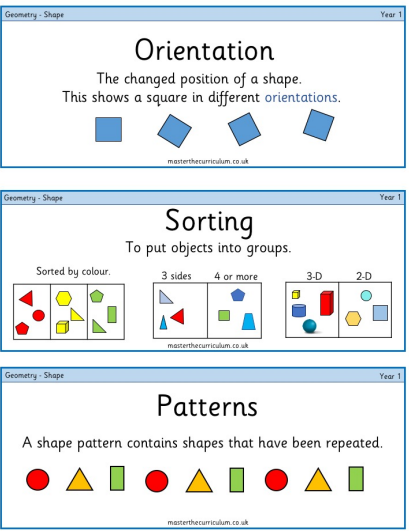 Geometry - Shape Year 1
Orientation
The changed position of a shape.
This shows a square in different orientations.
masterthecurriculum.co.uk
Geometry - Shape Year 1
Sorting
To put objects into groups.
Sorted by colour. 3 sides 4 or more 3-D 2-D
masterthecurriculum.co.uk
Geometry - Shape Year 1
Patterns
A shape pattern contains shapes that have been repeated.
masterthecurriculum.co.uk